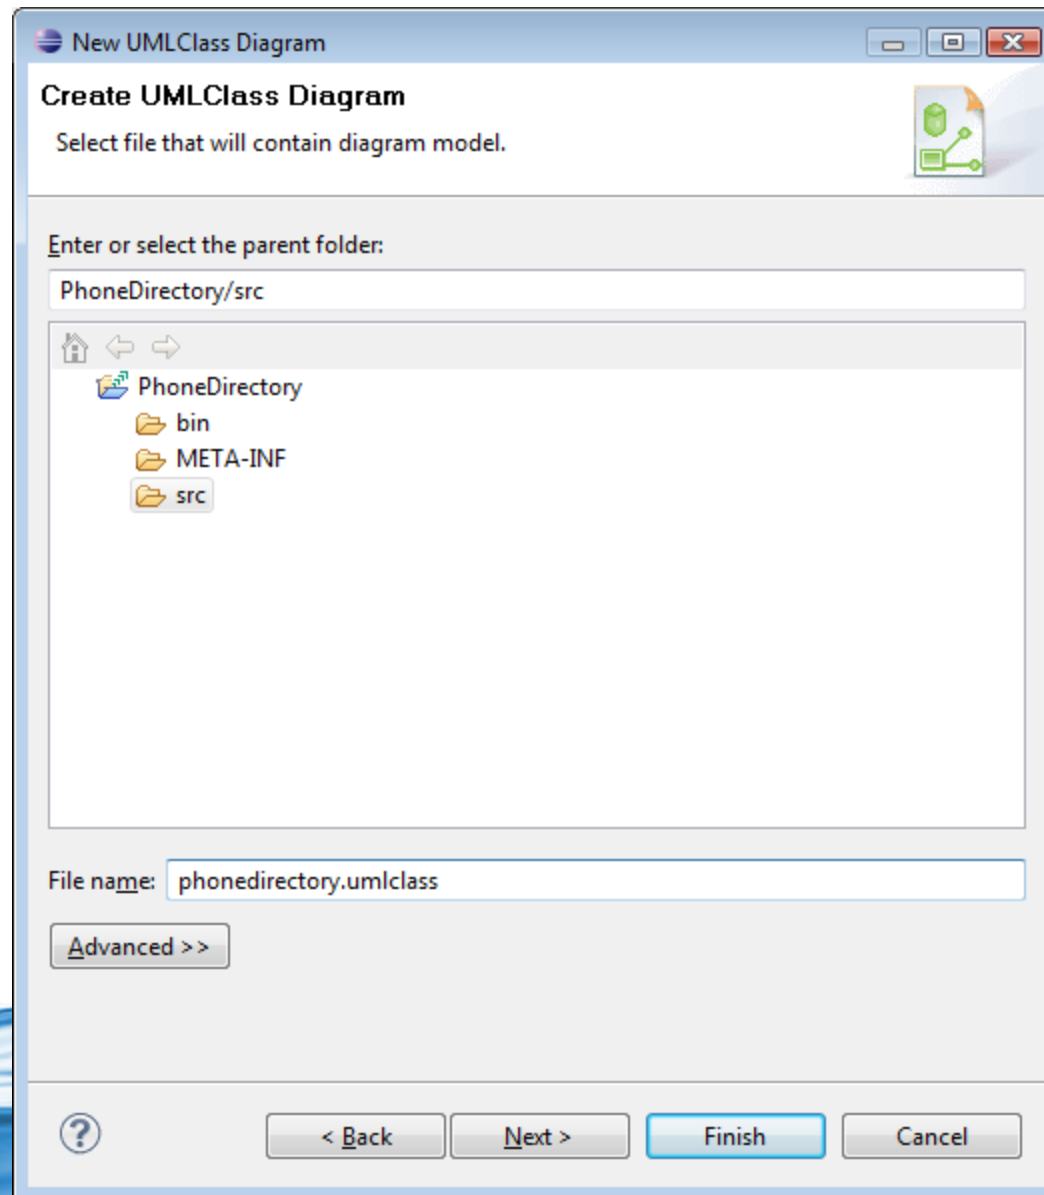 New UMLClass Diagram
Create UMLClass Diagram
Select file that will contain diagram model.
Enter or select the parent folder:
PhoneDirectory/src
PhoneDirectory
bin
META-INF
src
File name: phonedirectory.umlclass
Advanced >>
? < Back Next > Finish Cancel